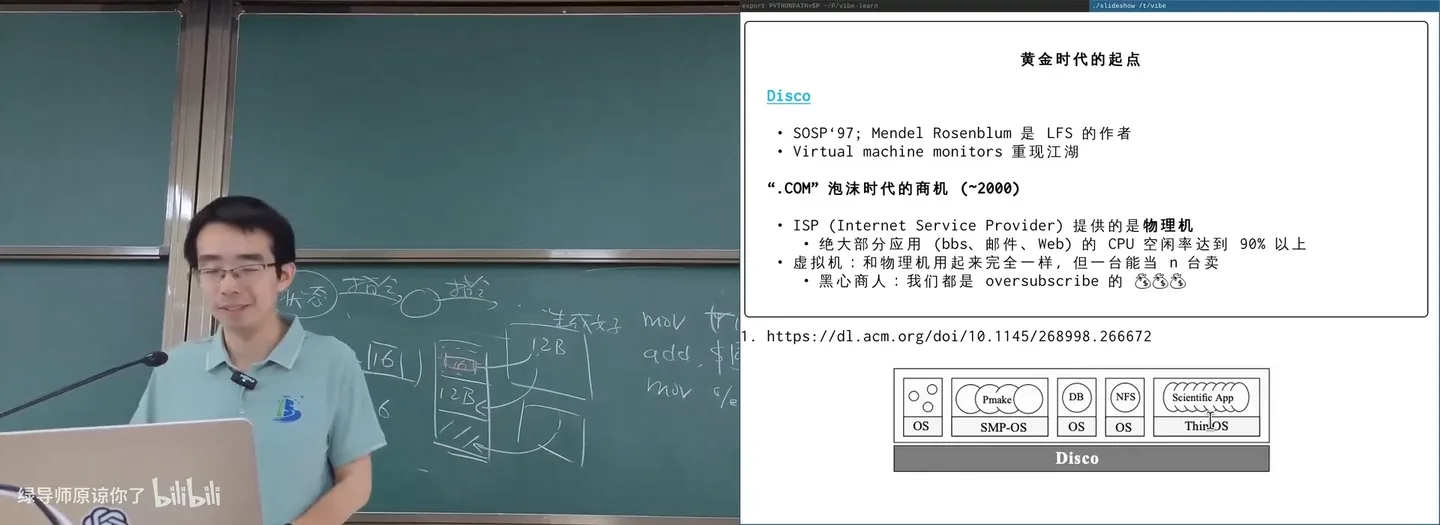 export PYTHONPATH=$P ~/P/vibe-learn
./slideshow /t/vibe
黄金时代的起点
Disco
• SOSP‘97; Mendel Rosenblum 是 LFS 的作者
• Virtual machine monitors 重现江湖
“.COM” 泡沫时代的商机 (~2000)
• ISP (Internet Service Provider) 提供的是物理机
• 绝大部分应用 (bbs、邮件、Web) 的 CPU 空闲率达到 90% 以上
• 虚拟机：和物理机用起来完全一样，但一台能当 n 台卖
• 黑心商人：我们都是 oversubscribe 的 💰💰💰
1. https://dl.acm.org/doi/10.1145/268998.266672
Pmake
DB
NFS
Scientific App
OS
SMP-OS
OS
OS
Thin OS
Disco
状态
指令
指令
mov
12B
16
add
12B
mov
6
绿导师原谅你了 bilibili